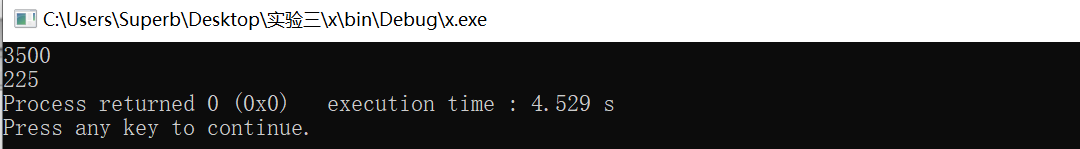 C:\Users\Superb\Desktop\实验三\x\bin\Debug\x.exe
3500
225
Process returned 0 (0x0)   execution time : 4.529 s
Press any key to continue.